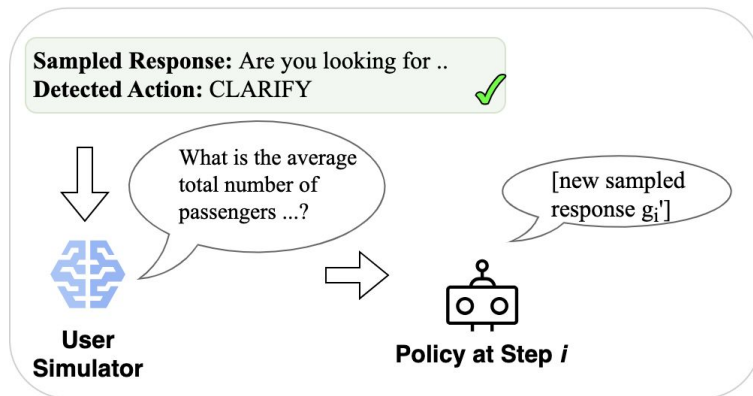 Sampled Response: Are you looking for ..
Detected Action: CLARIFY
What is the average
total number of
passengers ...?
[new sampled
response gᵢ']
User
Simulator
Policy at Step i